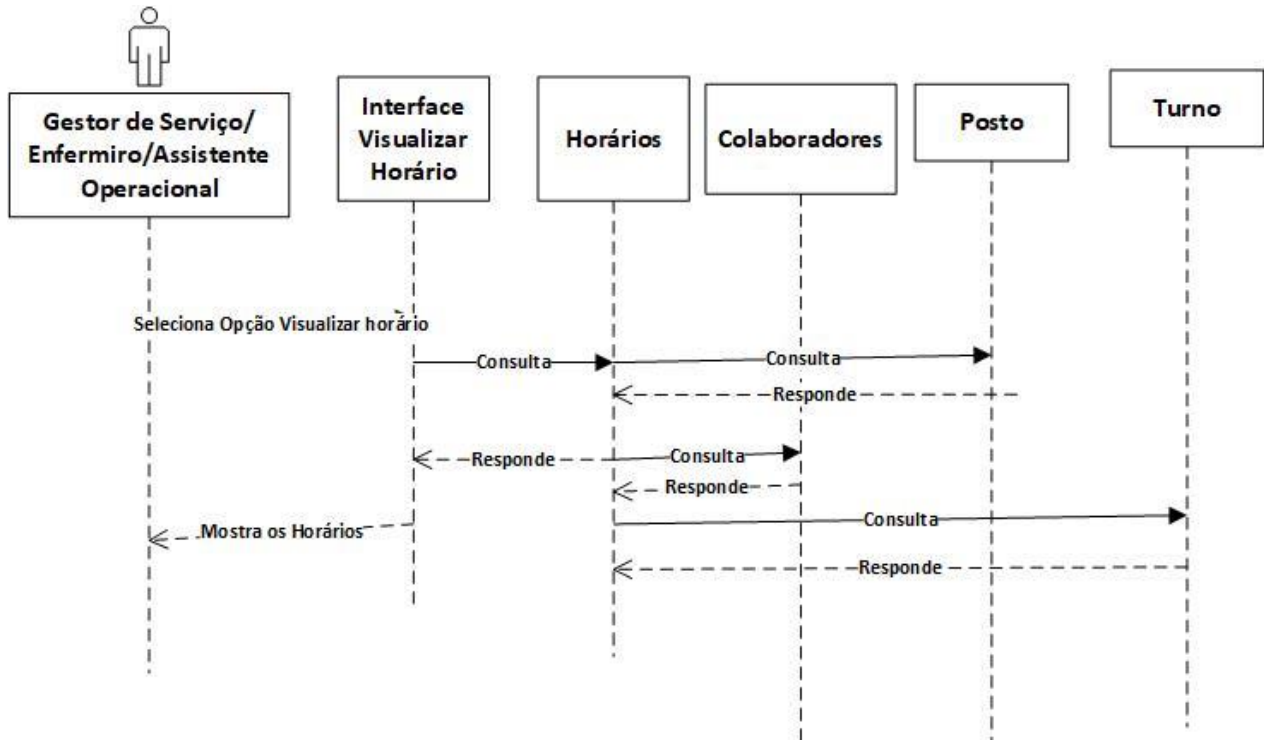 Gestor de Serviço/
Enfermiro/Assistente
Operacional
Interface
Visualizar
Horário
Horários
Colaboradores
Posto
Turno
Seleciona Opção Visualizar horário
Consulta
Consulta
Responde
Responde
Consulta
Responde
Mostra os Horários
Consulta
Responde